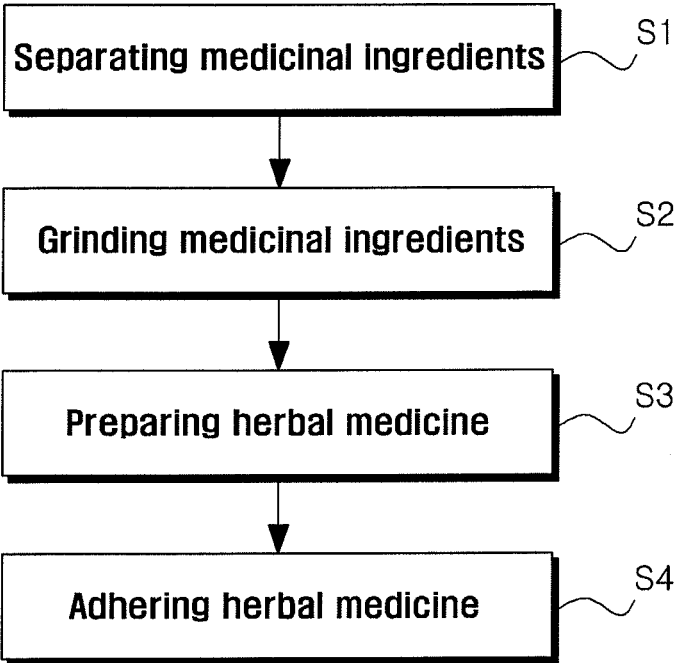 Separating medicinal ingredients
S1
Grinding medicinal ingredients
S2
Preparing herbal medicine
S3
Adhering herbal medicine
S4